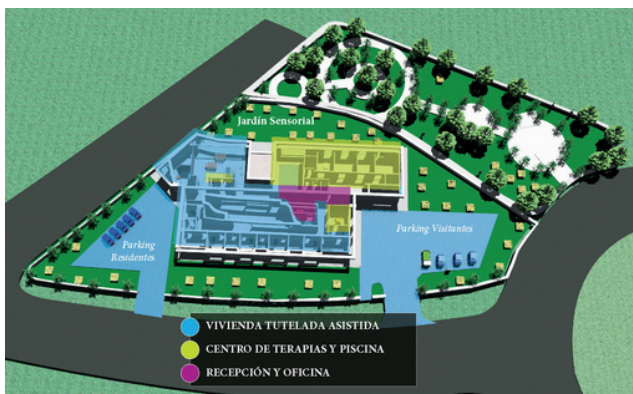 Jardín Sensorial
Parking
Residentes
Parking Visitantes
VIVIENDA TUTELADA ASISTIDA
CENTRO DE TERAPIAS Y PISCINA
RECEPCIÓN Y OFICINA